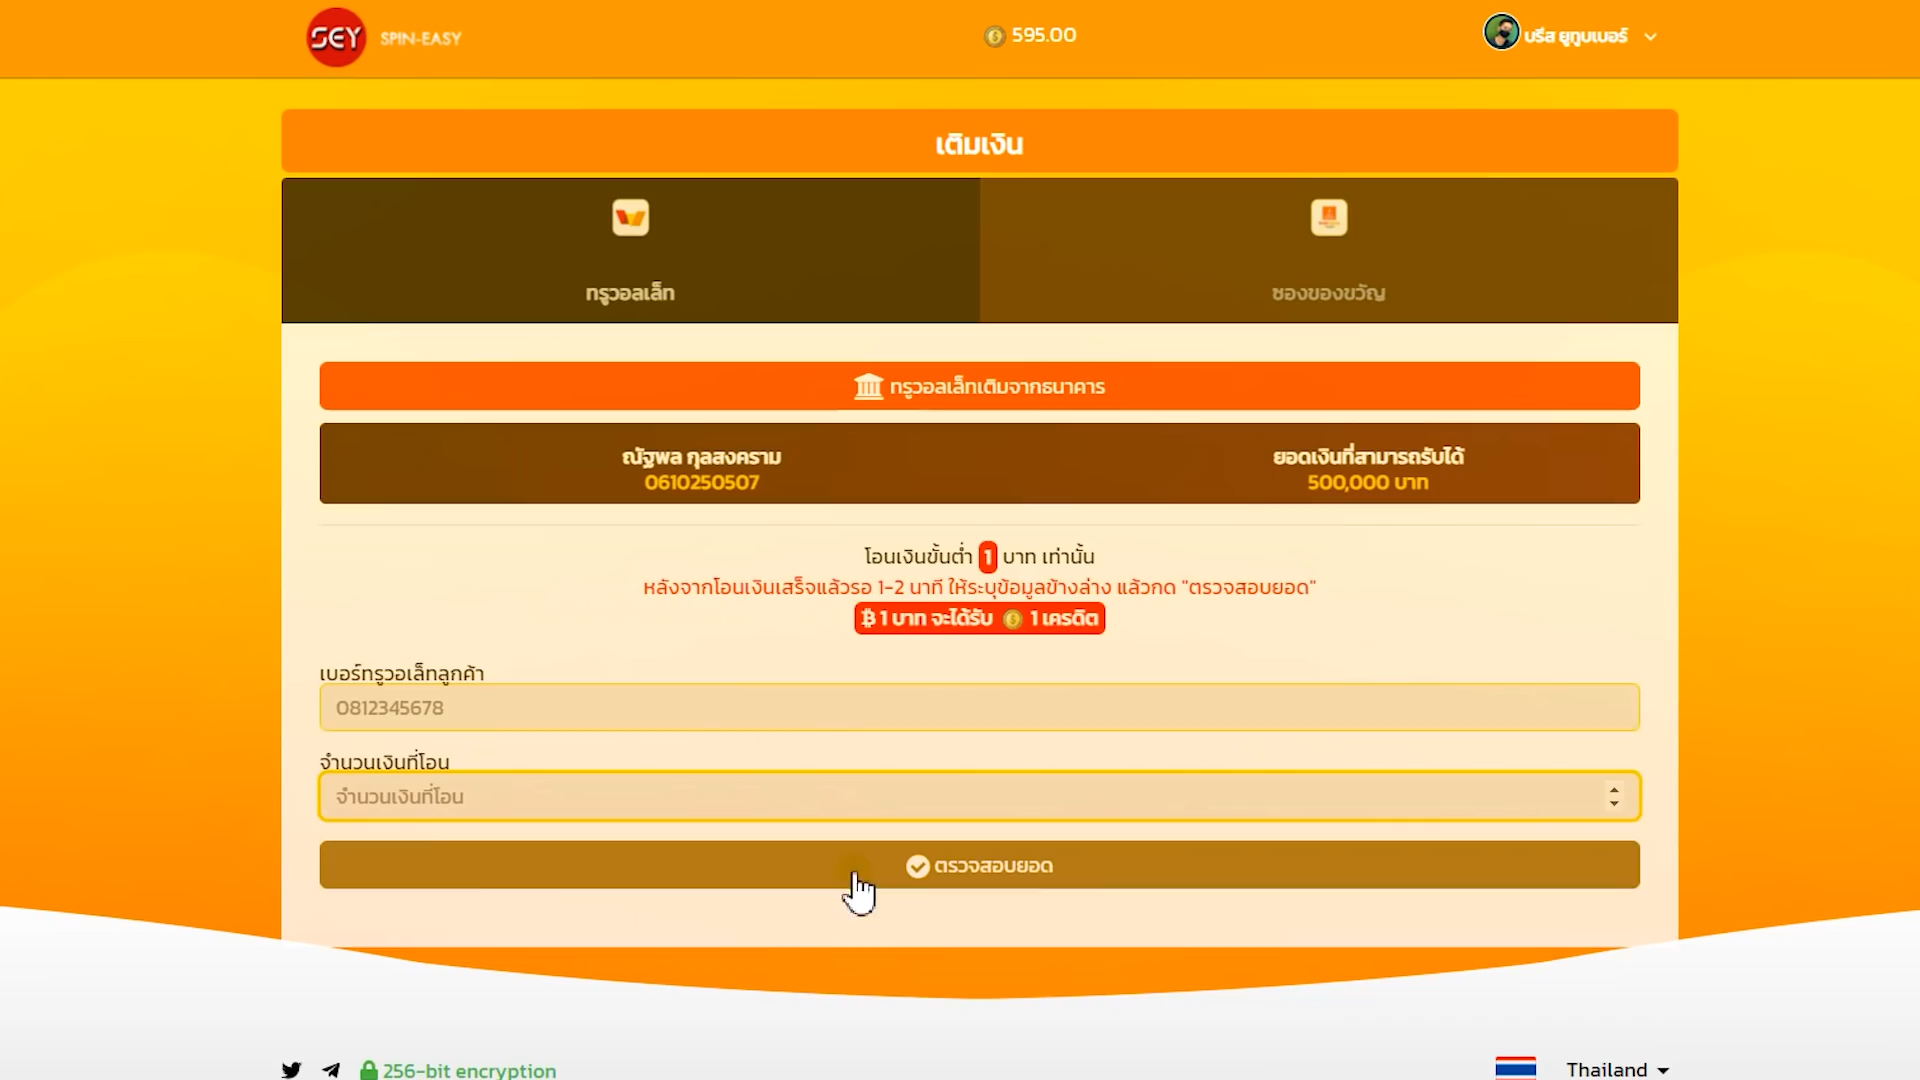 SEY SPIN-EASY
595.00
บรีส ยูทูบเบอร์
เติมเงิน
ทรูวอลเล็ท
ซองของขวัญ
ทรูวอลเล็ทเติมจากธนาคาร
ณัฐพล กุลสงคราม
0610250507
ยอดเงินที่สามารถรับได้
500,000 บาท
โอนเงินขั้นต่ำ 1 บาท เท่านั้น
หลังจากโอนเงินเสร็จแล้วรอ 1-2 นาที ให้ระบุข้อมูลข้างล่าง แล้วกด "ตรวจสอบยอด"
1 บาท จะได้รับ 1 เครดิต
เบอร์ทรูวอเล็ทลูกค้า
0812345678
จำนวนเงินที่โอน
จำนวนเงินที่โอน
ตรวจสอบยอด
256-bit encryption
Thailand